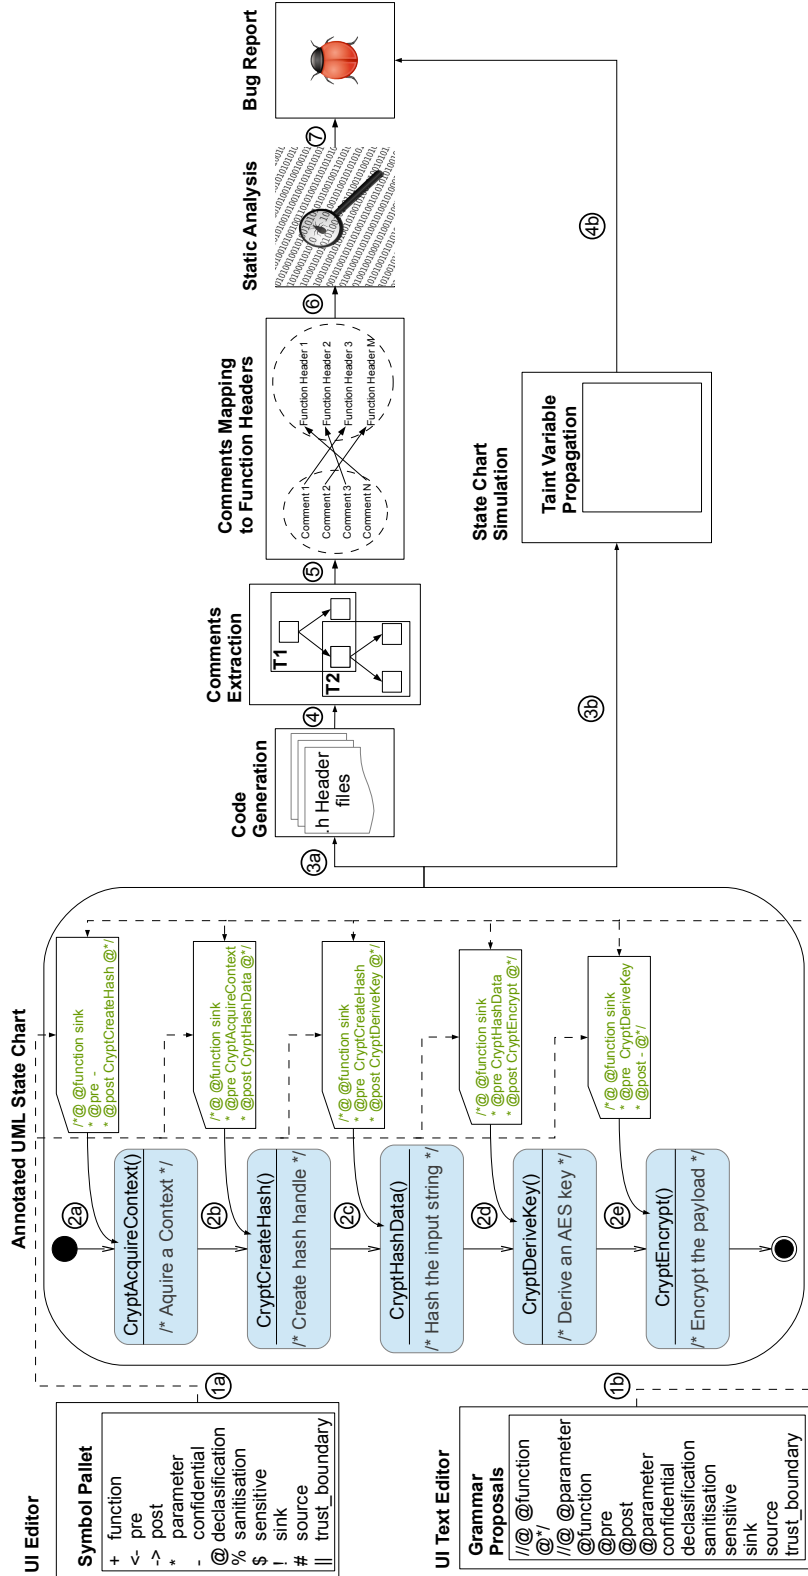 UI Editor
Symbol Pallet
+ function
<- pre
-> post
* parameter
- confidential
@ declassification
% sanitisation
$ sensitive
! sink
# source
|| trust_boundary
UI Text Editor
Grammar
Proposals
//@ @function
@*/
//@ @parameter
@function
@pre
@post
@parameter
confidential
declassification
sanitisation
sensitive
sink
source
trust_boundary
1a
1b
Annotated UML State Chart
2a
CryptAcquireContext()
/* Aquire a Context */
/*@ @function sink
* @pre -
* @post CryptCreateHash @*/
2b
CryptCreateHash()
/* Create hash handle */
/*@ @function sink
* @pre CryptAcquireContext
* @post CryptHashData @*/
2c
CryptHashData()
/* Hash the input string */
/*@ @function sink
* @pre CryptCreateHash
* @post CryptDeriveKey @*/
2d
CryptDeriveKey()
/* Derive an AES key */
/*@ @function sink
* @pre CryptHashData
* @post CryptEncrypt @*/
2e
CryptEncrypt()
/* Encrypt the payload */
/*@ @function sink
* @pre CryptDeriveKey
* @post - @*/
3a
Code
Generation
.h Header
files
4
Comments
Extraction
T1
T2
5
Comments Mapping
to Function Headers
Comment 1
Comment 2
Comment 3
Comment N
Function Header 1
Function Header 2
Function Header 3
Function Header M
6
Static Analysis
7
Bug Report
3b
State Chart
Simulation
Taint Variable
Propagation
4b